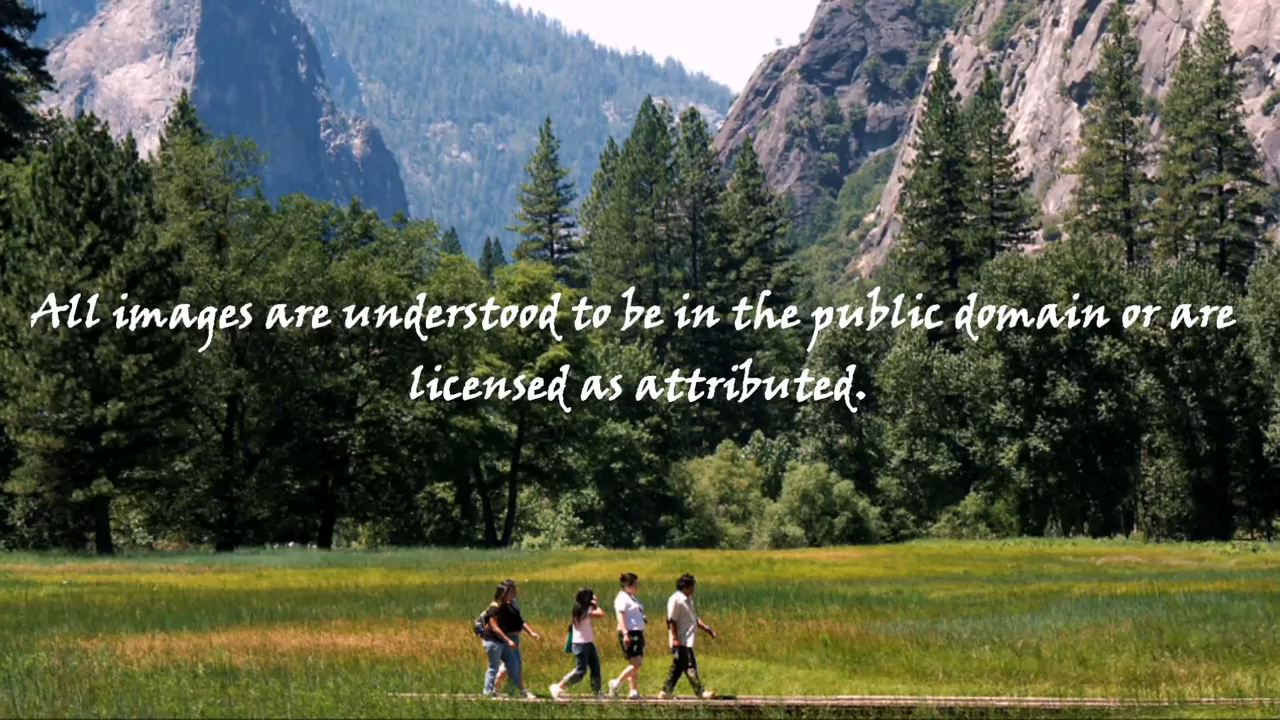 All images are understood to be in the public domain or are
licensed as attributed.